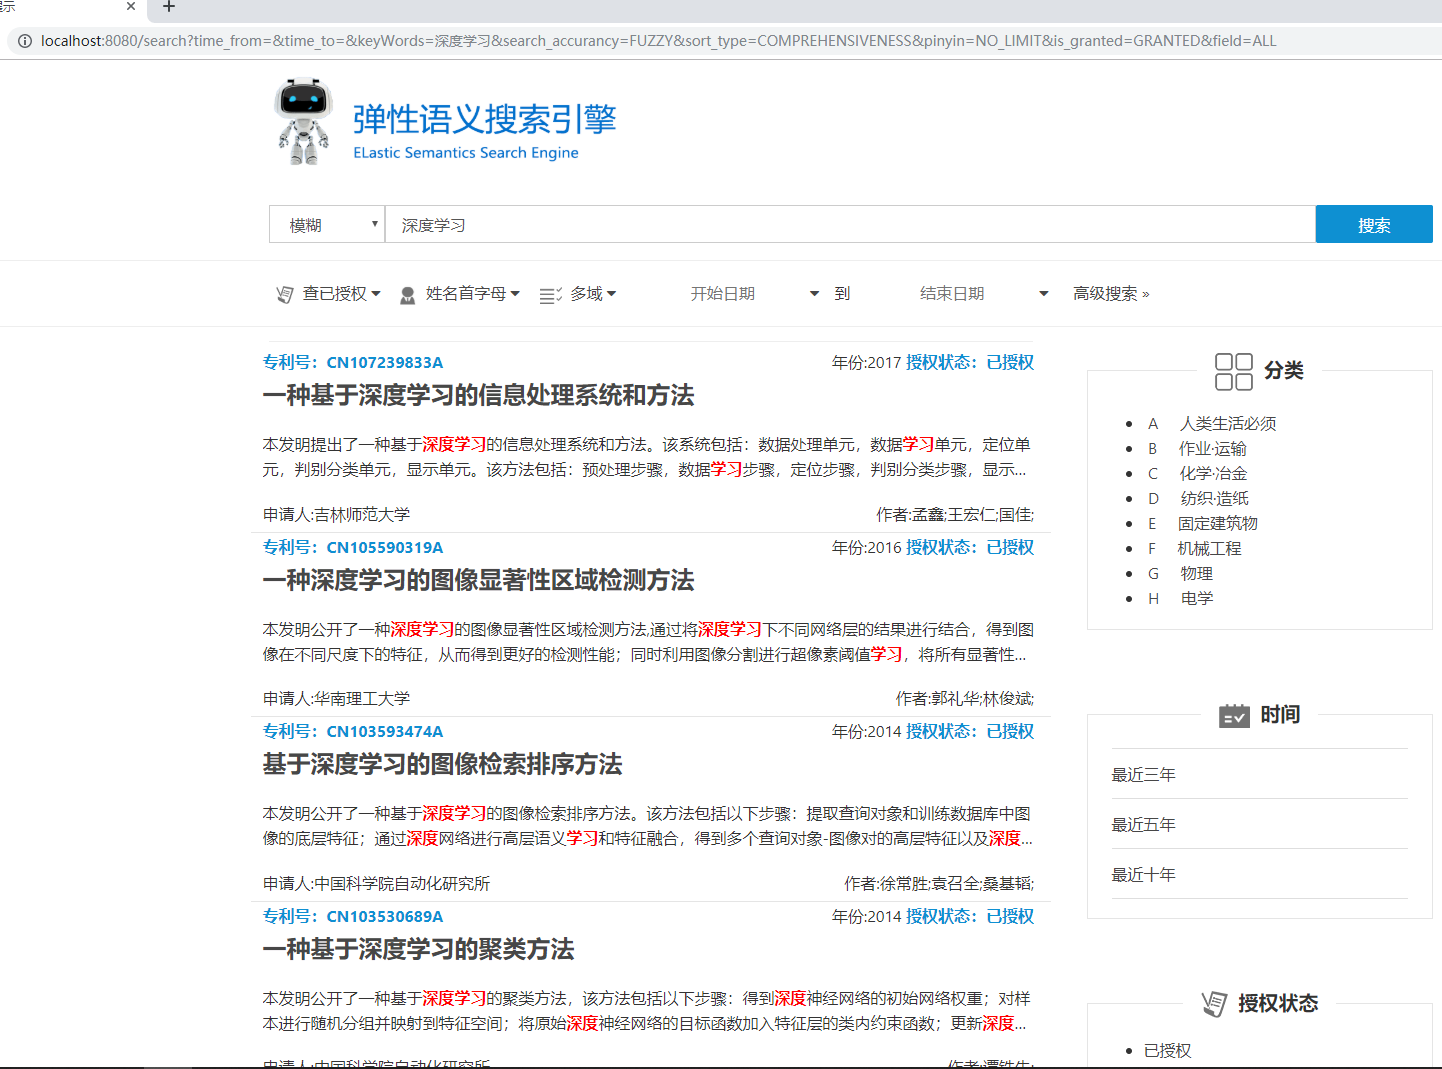 localhost:8080/search?time_from=&time_to=&keyWords=深度学习&search_accurancy=FUZZY&sort_type=COMPREHENSIVENESS&pinyin=NO_LIMIT&is_granted=GRANTED&field=ALL
弹性语义搜索引擎
ELastic Semantics Search Engine
模糊 深度学习 搜索
查已授权 姓名首字母 多域 开始日期 到 结束日期 高级搜索 »
专利号：CN107239833A 年份:2017 授权状态：已授权
一种基于深度学习的信息处理系统和方法
本发明提出了一种基于深度学习的信息处理系统和方法。该系统包括：数据处理单元，数据学习单元，定位单
元，判别分类单元，显示单元。该方法包括：预处理步骤，数据学习步骤，定位步骤，判别分类步骤，显示...
申请人:吉林师范大学 作者:孟鑫;王宏仁;国佳;
专利号：CN105590319A 年份:2016 授权状态：已授权
一种深度学习的图像显著性区域检测方法
本发明公开了一种深度学习的图像显著性区域检测方法,通过将深度学习下不同网络层的结果进行结合，得到图
像在不同尺度下的特征，从而得到更好的检测性能；同时利用图像分割进行超像素阈值学习，将所有显著性...
申请人:华南理工大学 作者:郭礼华;林俊斌;
专利号：CN103593474A 年份:2014 授权状态：已授权
基于深度学习的图像检索排序方法
本发明公开了一种基于深度学习的图像检索排序方法。该方法包括以下步骤：提取查询对象和训练数据库中图
像的底层特征；通过深度网络进行高层语义学习和特征融合，得到多个查询对象-图像对的高层特征以及深度...
申请人:中国科学院自动化研究所 作者:徐常胜;袁召全;桑基韬;
专利号：CN103530689A 年份:2014 授权状态：已授权
一种基于深度学习的聚类方法
本发明公开了一种基于深度学习的聚类方法，该方法包括以下步骤：得到深度神经网络的初始网络权重；对样
本进行随机分组并映射到特征空间；将原始深度神经网络的目标函数加入特征层的类内约束函数；更新深度...
申请人:中国科学院自动化研究所
分类
A 人类生活必须
B 作业·运输
C 化学·冶金
D 纺织·造纸
E 固定建筑物
F 机械工程
G 物理
H 电学
时间
最近三年
最近五年
最近十年
授权状态
已授权